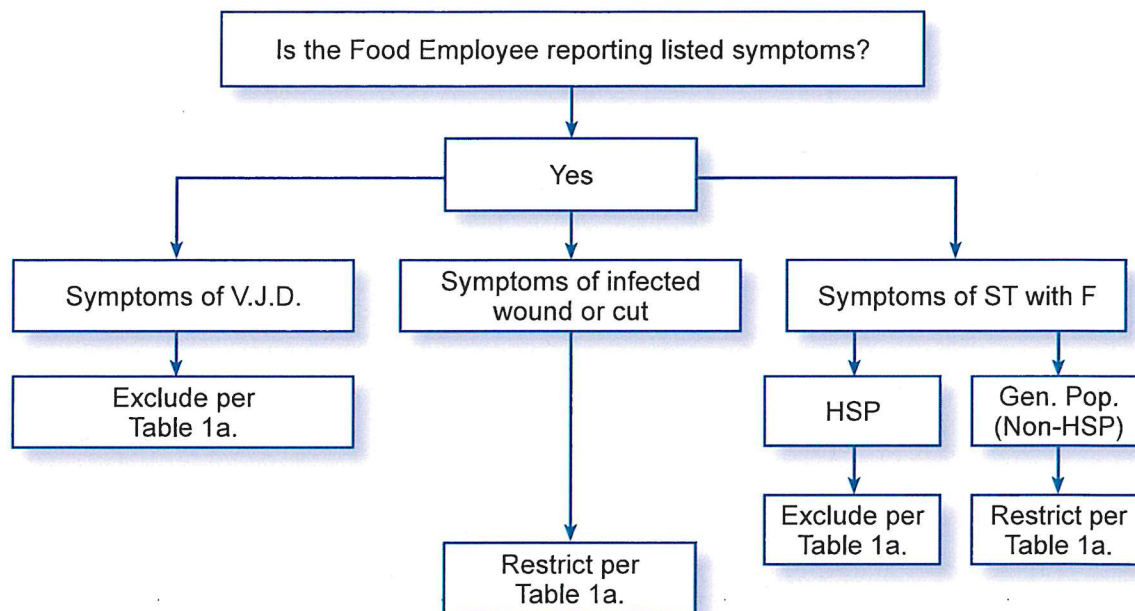 Is the Food Employee reporting listed symptoms?
Yes
Symptoms of V.J.D.
Exclude per
Table 1a.
Symptoms of infected
wound or cut
Restrict per
Table 1a.
Symptoms of ST with F
HSP
Exclude per
Table 1a.
Gen. Pop.
(Non-HSP)
Restrict per
Table 1a.